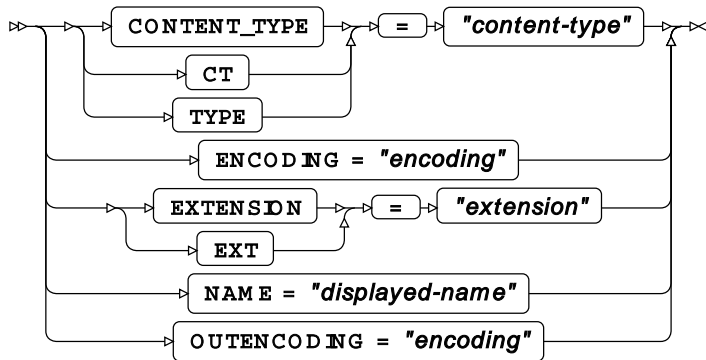 CONTENT_TYPE = "content-type"
CT
TYPE
ENCODING = "encoding"
EXTENSION = "extension"
EXT
NAME = "displayed-name"
OUTENCODING = "encoding"